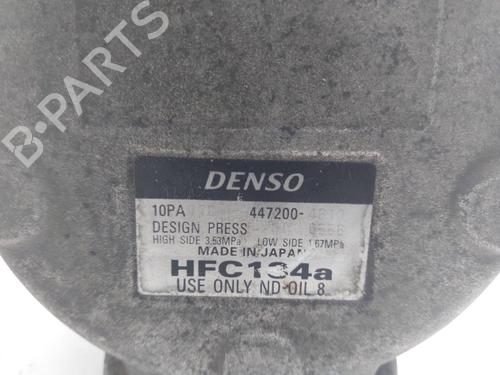 B-PARTS
DENSO
10PA 447200-
DESIGN PRESS
HIGH SIDE 3.53MPa LOW SIDE 1.67MPa
MADE IN JAPAN
HFC134a
USE ONLY ND-OIL 8